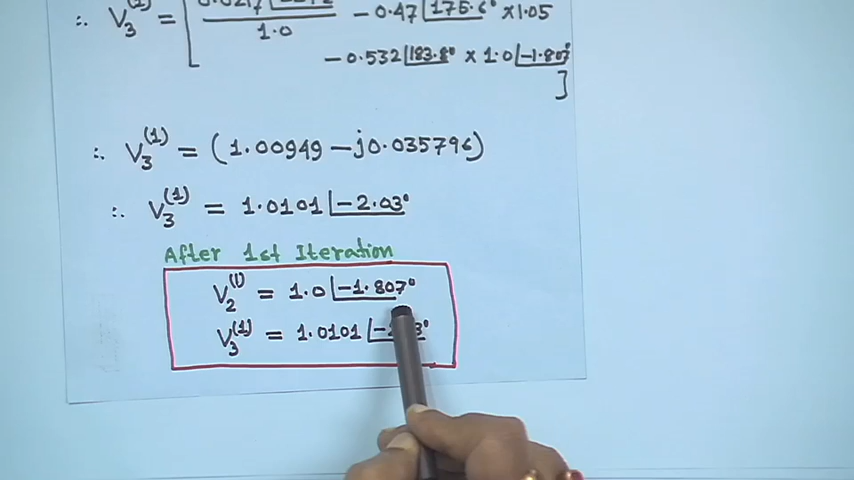 ∴ V₃⁽¹⁾ = [ / 1.0 − 0.47 ∠175.6° × 1.05
− 0.532 ∠183.8° × 1.0 ∠−1.807° ]
∴ V₃⁽¹⁾ = (1.00949 − j0.035796)
∴ V₃⁽¹⁾ = 1.0101 ∠−2.03°
After 1st Iteration
V₂⁽¹⁾ = 1.0 ∠−1.807°
V₃⁽¹⁾ = 1.0101